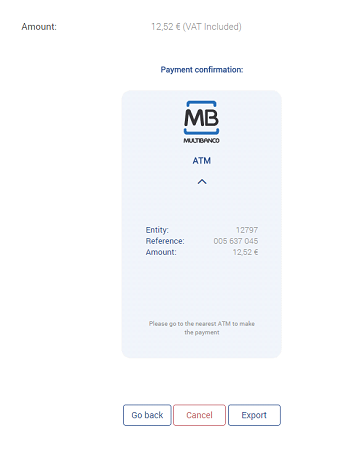 Amount: 12,52 € (VAT Included)
Payment confirmation:
MB
MULTIBANCO
ATM
Entity: 12797
Reference: 005 637 045
Amount: 12,52 €
Please go to the nearest ATM to make
the payment
Go back Cancel Export